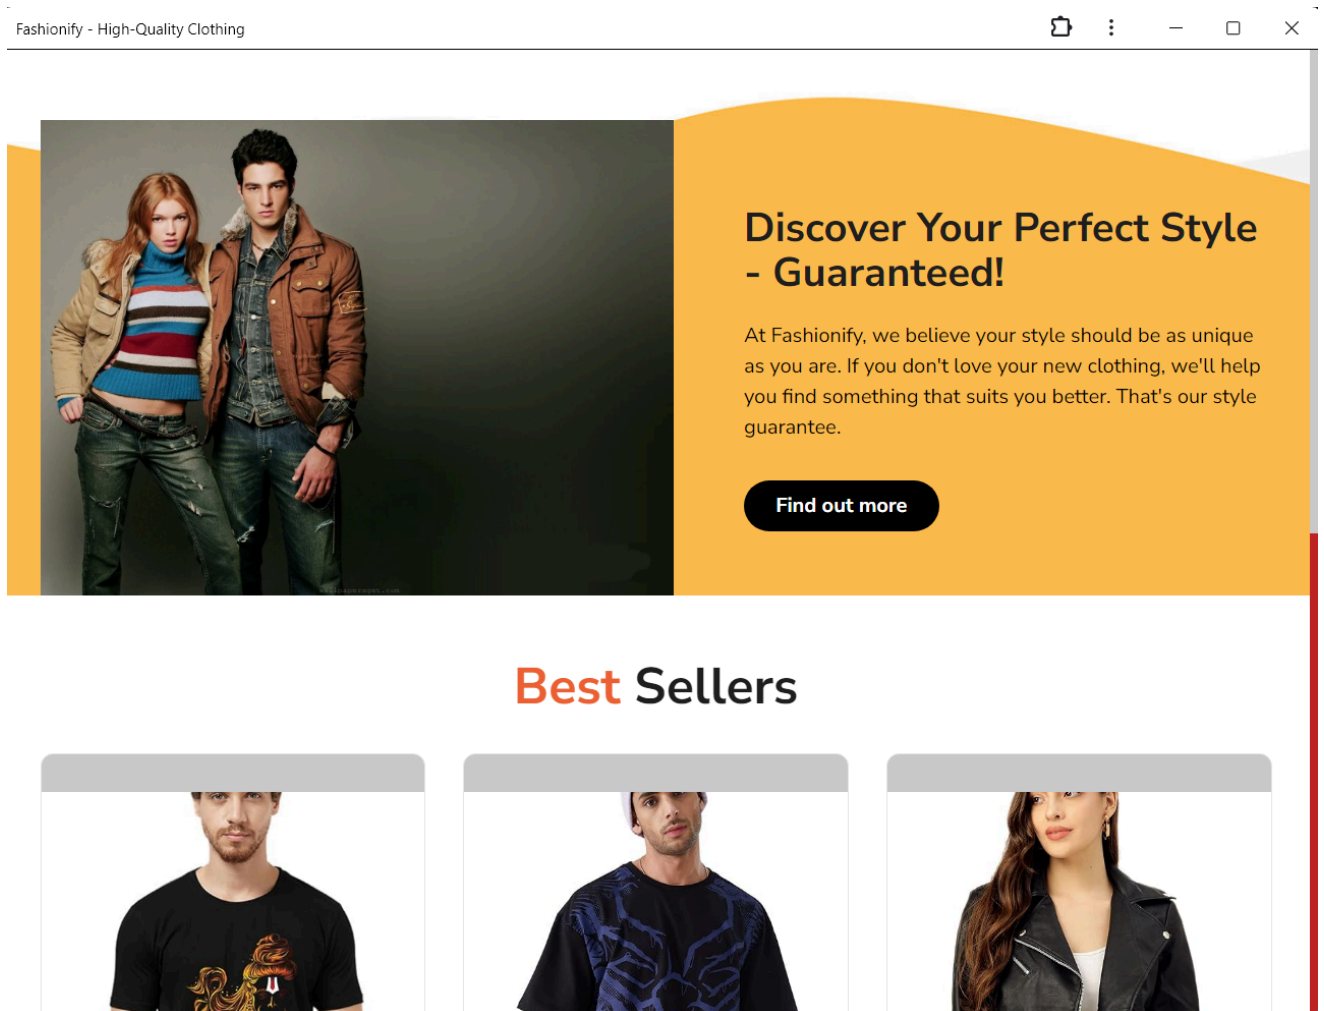 Fashionify - High-Quality Clothing
Discover Your Perfect Style
- Guaranteed!
At Fashionify, we believe your style should be as unique
as you are. If you don't love your new clothing, we'll help
you find something that suits you better. That's our style
guarantee.
Find out more
Best Sellers